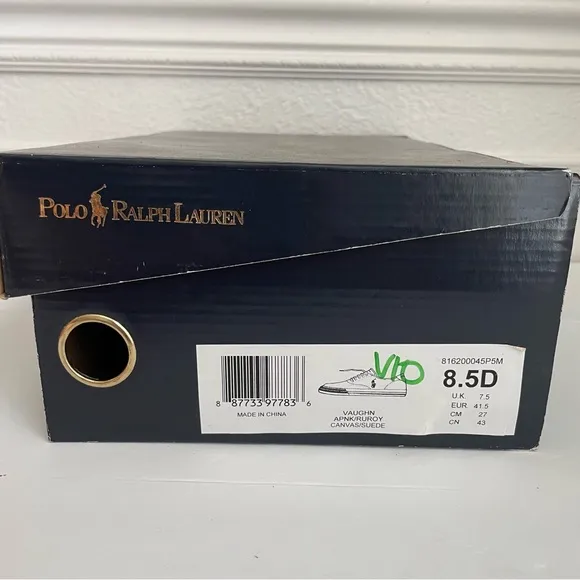 POLO RALPH LAUREN
8 87733 97783 6
MADE IN CHINA
VAUGHN
APNK/RUROY
CANVAS/SUEDE
816200045P5M
8.5D
U.K 7.5
EUR. 41.5
CM 27
CN 43